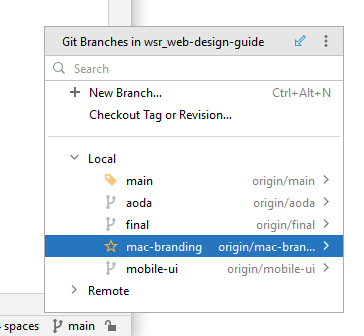 Git Branches in wsr_web-design-guide
Search
New Branch... Ctrl+Alt+N
Checkout Tag or Revision...
Local
main origin/main
aoda origin/aoda
final origin/final
mac-branding origin/mac-bran...
mobile-ui origin/mobile-ui
Remote
spaces main